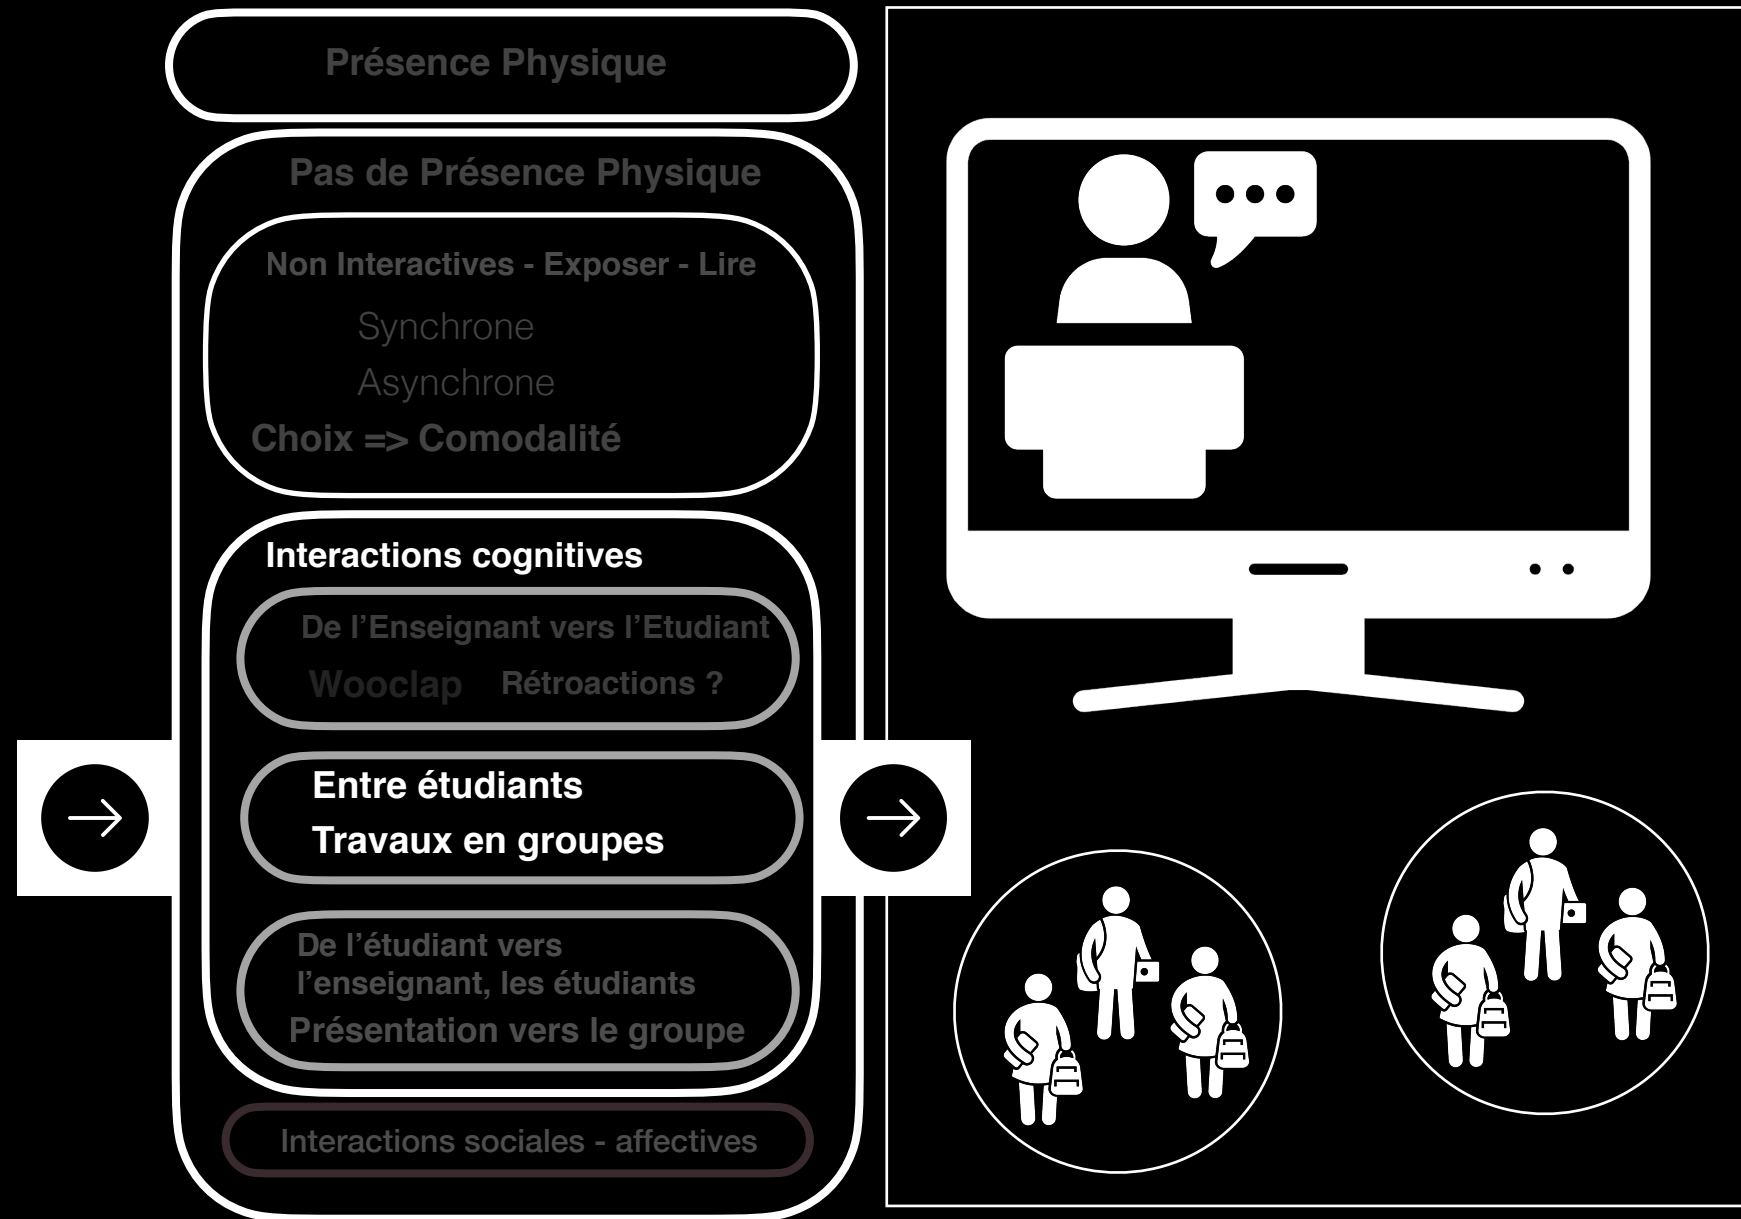 Présence Physique
Pas de Présence Physique
Non Interactives - Exposer - Lire
Synchrone
Asynchrone
Choix => Comodalité
Interactions cognitives
De l’Enseignant vers l’Etudiant
Wooclap Rétroactions ?
Entre étudiants
Travaux en groupes
De l’étudiant vers
l’enseignant, les étudiants
Présentation vers le groupe
Interactions sociales - affectives